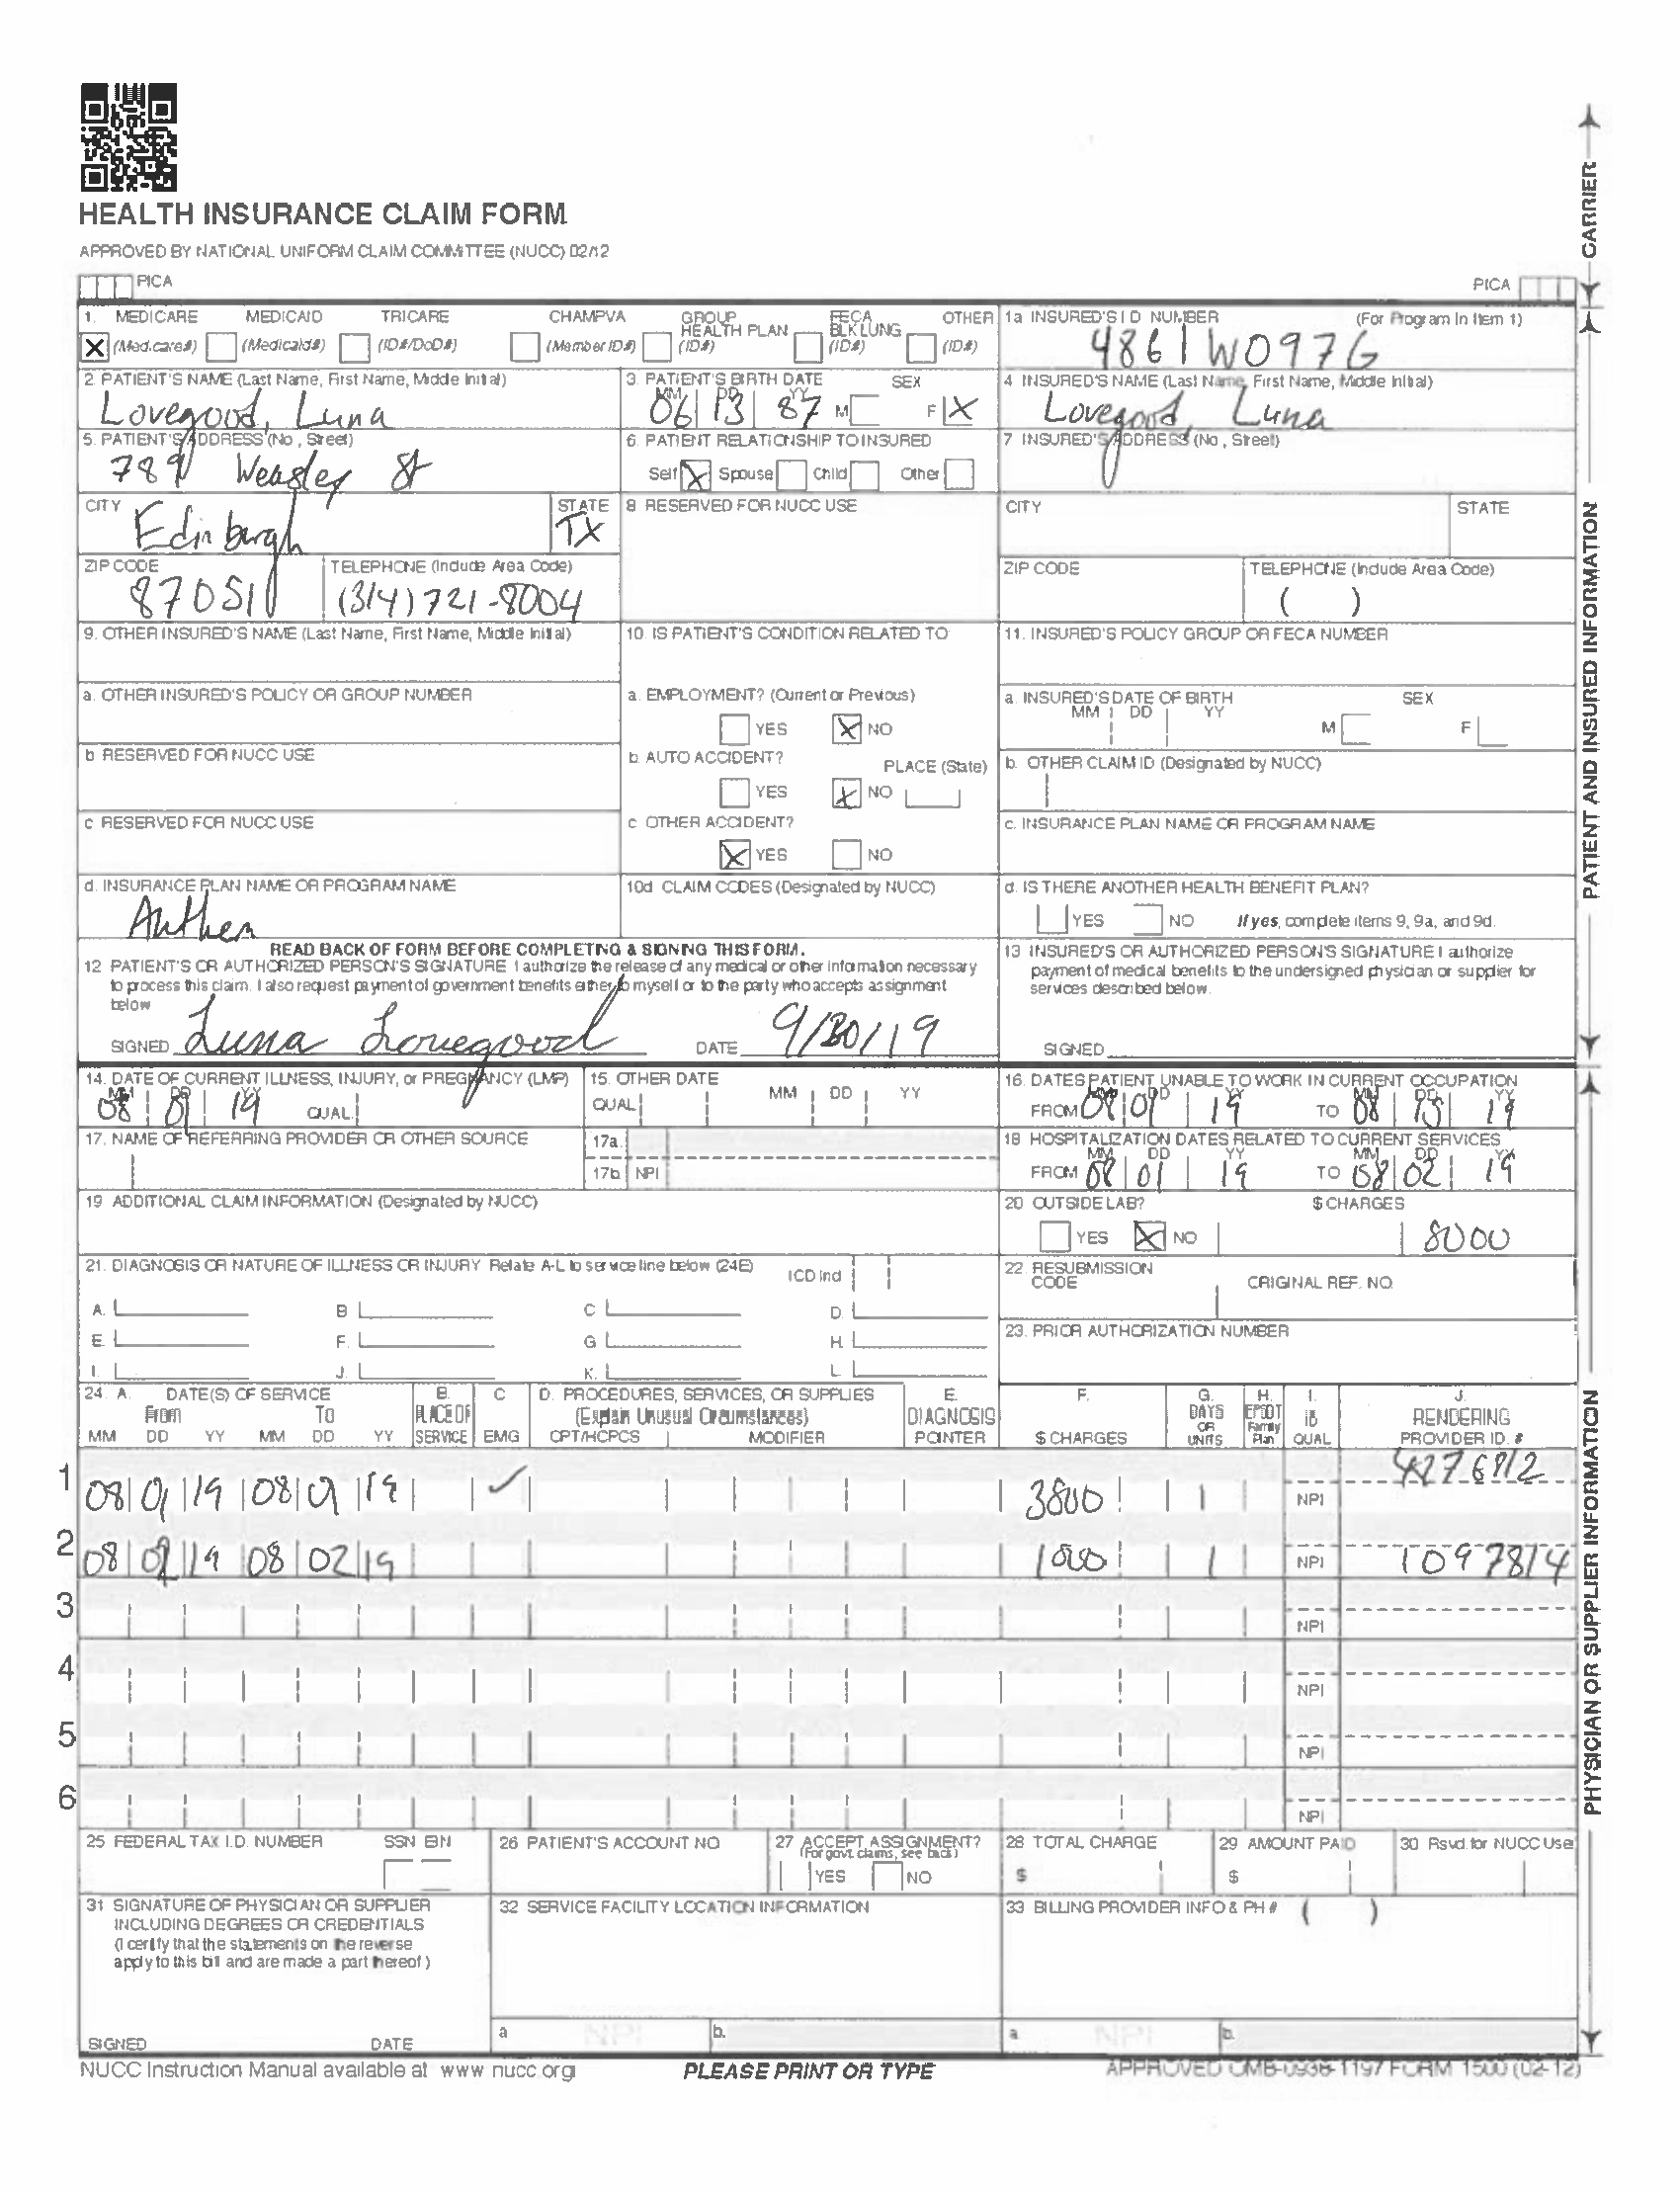 HEALTH INSURANCE CLAIM FORM
APPROVED BY NATIONAL UNIFORM CLAIM COMMITTEE (NUCC) 02/12
PICA PICA
CARRIER
1. MEDICARE MEDICAID TRICARE CHAMPVA GROUP HEALTH PLAN FECA BLK LUNG OTHER
X (Medicare#) (Medicaid#) (ID#/DoD#) (Member ID#) (ID#) (ID#) (ID#)
1a INSURED'S I D NUMBER (For Program In Item 1)
4861W097G
2. PATIENT'S NAME (Last Name, First Name, Middle Initial)
Lovegood, Luna
3. PATIENT'S BIRTH DATE SEX
MM DD YY
06 13 87 M F X
4 INSURED'S NAME (Last Name, First Name, Middle Initial)
Lovegood, Luna
5. PATIENT'S ADDRESS (No , Street)
789 Weasley St
6. PATIENT RELATIONSHIP TO INSURED
Self X Spouse Child Other
7 INSURED'S ADDRESS (No , Street)
CITY STATE
Edinburgh TX
8 RESERVED FOR NUCC USE
CITY STATE
ZIP CODE TELEPHONE (Include Area Code)
87051 (314) 721-8004
ZIP CODE TELEPHONE (Include Area Code)
( )
PATIENT AND INSURED INFORMATION
9. OTHER INSURED'S NAME (Last Name, First Name, Middle Initial)
10. IS PATIENT'S CONDITION RELATED TO
11. INSURED'S POLICY GROUP OR FECA NUMBER
a. OTHER INSURED'S POLICY OR GROUP NUMBER
a. EMPLOYMENT? (Current or Previous)
YES X NO
a. INSURED'S DATE OF BIRTH SEX
MM DD YY M F
b RESERVED FOR NUCC USE
b. AUTO ACCIDENT? PLACE (State)
YES X NO
b. OTHER CLAIM ID (Designated by NUCC)
c RESERVED FOR NUCC USE
c OTHER ACCIDENT?
X YES NO
c. INSURANCE PLAN NAME OR PROGRAM NAME
d. INSURANCE PLAN NAME OR PROGRAM NAME
Anthem
10d CLAIM CODES (Designated by NUCC)
d. IS THERE ANOTHER HEALTH BENEFIT PLAN?
YES NO If yes, complete items 9, 9a, and 9d.
READ BACK OF FORM BEFORE COMPLETING & SIGNING THIS FORM.
12 PATIENT'S OR AUTHORIZED PERSON'S SIGNATURE I authorize the release of any medical or other information necessary
to process this claim. I also request payment of government benefits either to myself or to the party who accepts assignment
below
SIGNED Luna Lovegood DATE 9/30/19
13 INSURED'S OR AUTHORIZED PERSON'S SIGNATURE I authorize
payment of medical benefits to the undersigned physician or supplier for
services described below.
SIGNED
14. DATE OF CURRENT ILLNESS, INJURY, or PREGNANCY (LMP)
MM DD YY
08 01 19 QUAL.
15. OTHER DATE
QUAL. MM DD YY
16. DATES PATIENT UNABLE TO WORK IN CURRENT OCCUPATION
MM DD YY MM DD YY
FROM 08 01 19 TO 08 15 19
17. NAME OF REFERRING PROVIDER OR OTHER SOURCE
17a
17b NPI
18 HOSPITALIZATION DATES RELATED TO CURRENT SERVICES
MM DD YY MM DD YY
FROM 08 01 19 TO 08 02 19
19 ADDITIONAL CLAIM INFORMATION (Designated by NUCC)
20 OUTSIDE LAB? $ CHARGES
YES X NO 8000
21. DIAGNOSIS OR NATURE OF ILLNESS OR INJURY Relate A-L to service line below (24E) ICD Ind
A. B C D.
E. F. G H.
I. J. K. L.
22 RESUBMISSION CODE ORIGINAL REF. NO.
23. PRIOR AUTHORIZATION NUMBER
24. A. DATE(S) OF SERVICE B. C D. PROCEDURES, SERVICES, OR SUPPLIES E. F. G. H. I. J.
From To PLACE OF (Explain Unusual Circumstances) DIAGNOSIS DAYS OR EPSDT Family ID RENDERING
MM DD YY MM DD YY SERVICE EMG CPT/HCPCS MODIFIER POINTER $ CHARGES UNITS Plan QUAL PROVIDER ID. #
4276812
1 08 01 19 08 01 19 ✓ 3800 1 NPI
2 08 02 19 08 02 19 1000 1 NPI 1097814
3 NPI
4 NPI
5 NPI
6 NPI
PHYSICIAN OR SUPPLIER INFORMATION
25 FEDERAL TAX I.D. NUMBER SSN EIN
26 PATIENT'S ACCOUNT NO
27 ACCEPT ASSIGNMENT?
(For govt. claims, see back)
YES NO
28 TOTAL CHARGE
$
29 AMOUNT PAID
$
30 Rsvd. for NUCC Use
31 SIGNATURE OF PHYSICIAN OR SUPPLIER
INCLUDING DEGREES OR CREDENTIALS
(I certify that the statements on the reverse
apply to this bill and are made a part thereof )
SIGNED DATE
32 SERVICE FACILITY LOCATION INFORMATION
a NPI b.
33 BILLING PROVIDER INFO & PH # ( )
a. NPI b.
NUCC Instruction Manual available at www nucc org
PLEASE PRINT OR TYPE
APPROVED OMB-0938-1197 FORM 1500 (02-12)